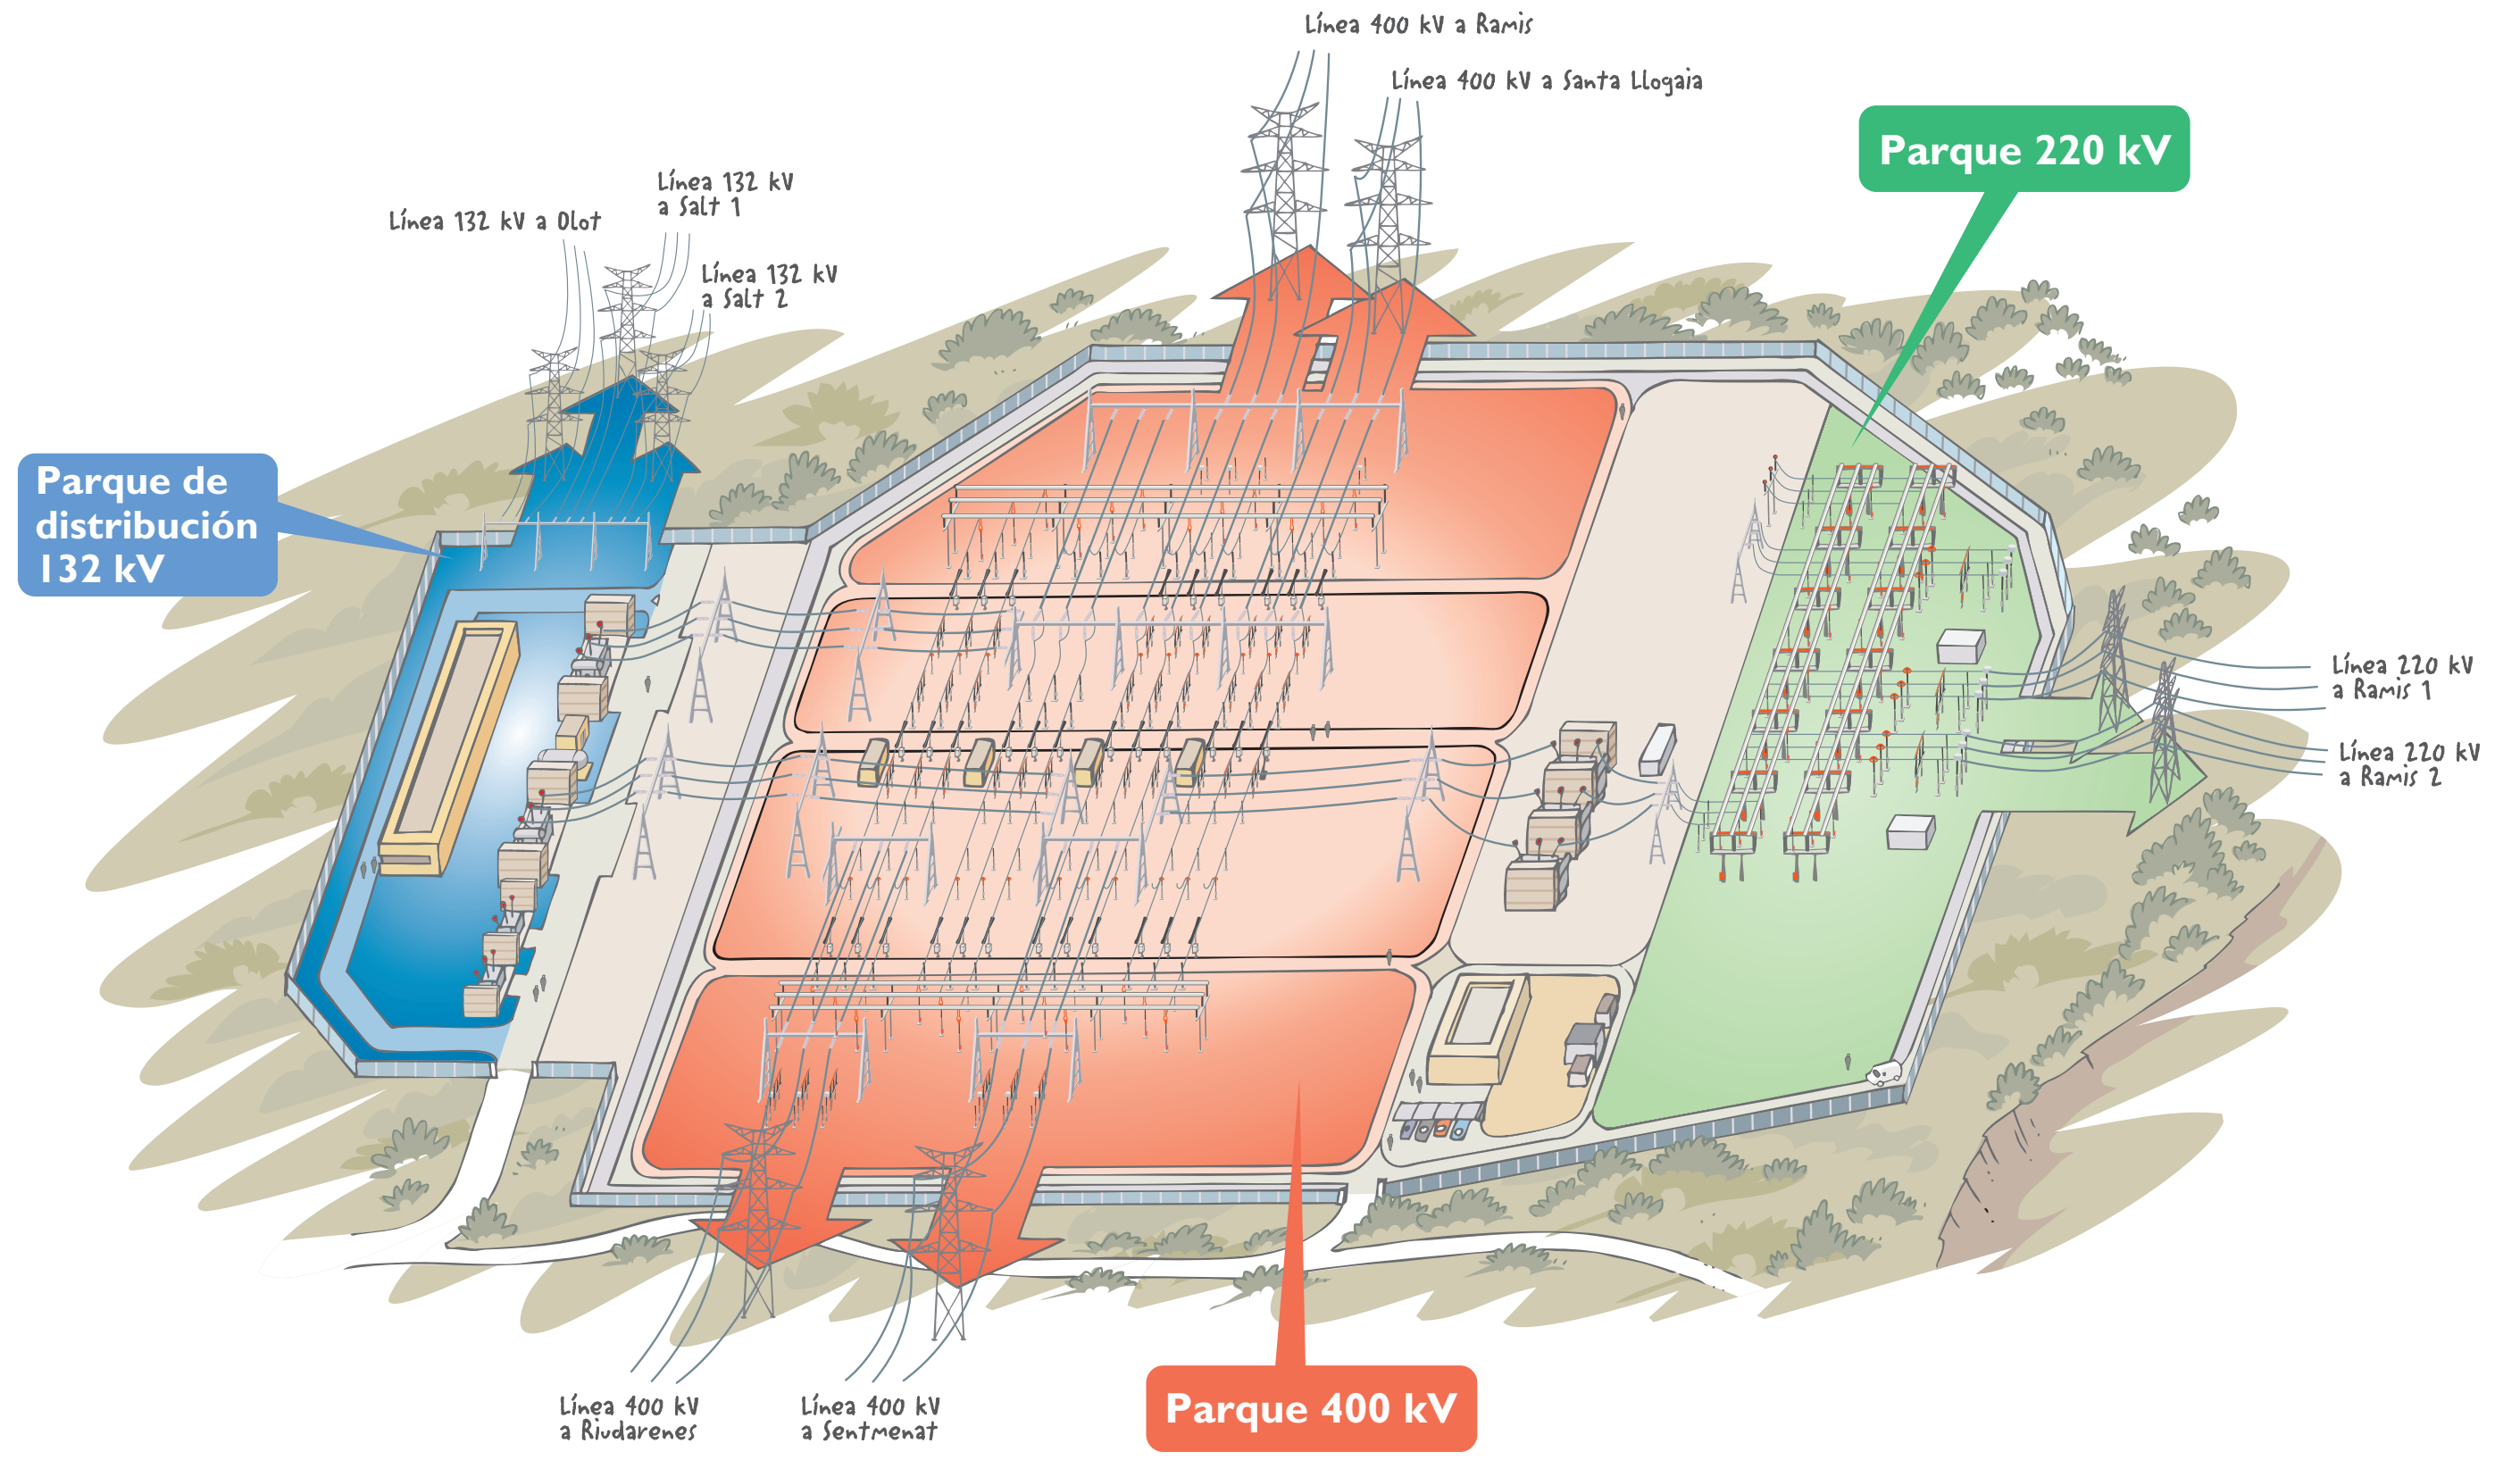 Línea 400 kV a Ramis
Línea 400 kV a Santa Llogaia
Parque 220 kV
Línea 132 kV
a Salt 1
Línea 132 kV a Olot
Línea 132 kV
a Salt 2
Parque de
distribución
132 kV
Línea 220 kV
a Ramis 1
Línea 220 kV
a Ramis 2
Línea 400 kV
a Riudarenes
Línea 400 kV
a Sentmenat
Parque 400 kV